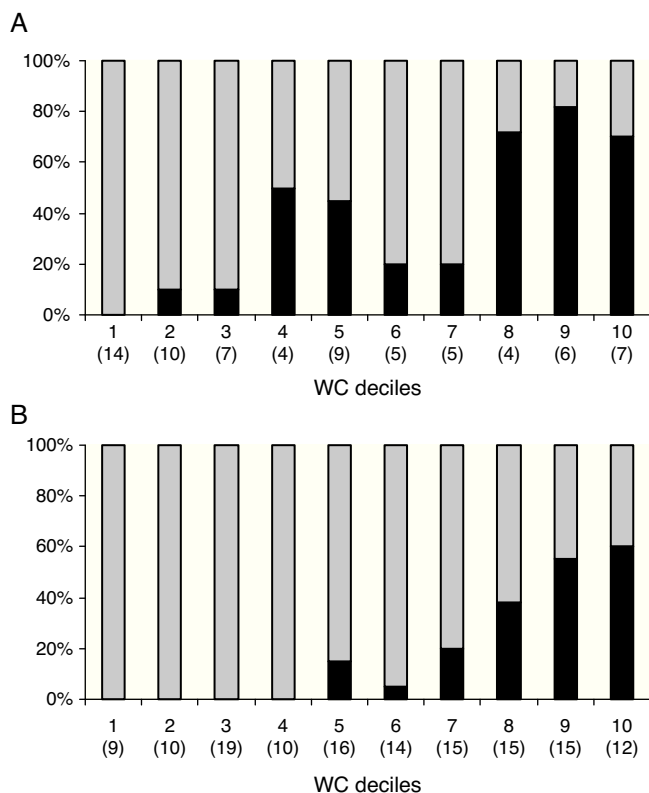 A
100%
80%
60%
40%
20%
0%
1 2 3 4 5 6 7 8 9 10
(14) (10) (7) (4) (9) (5) (5) (4) (6) (7)
WC deciles
B
100%
80%
60%
40%
20%
0%
1 2 3 4 5 6 7 8 9 10
(9) (10) (19) (10) (16) (14) (15) (15) (15) (12)
WC deciles